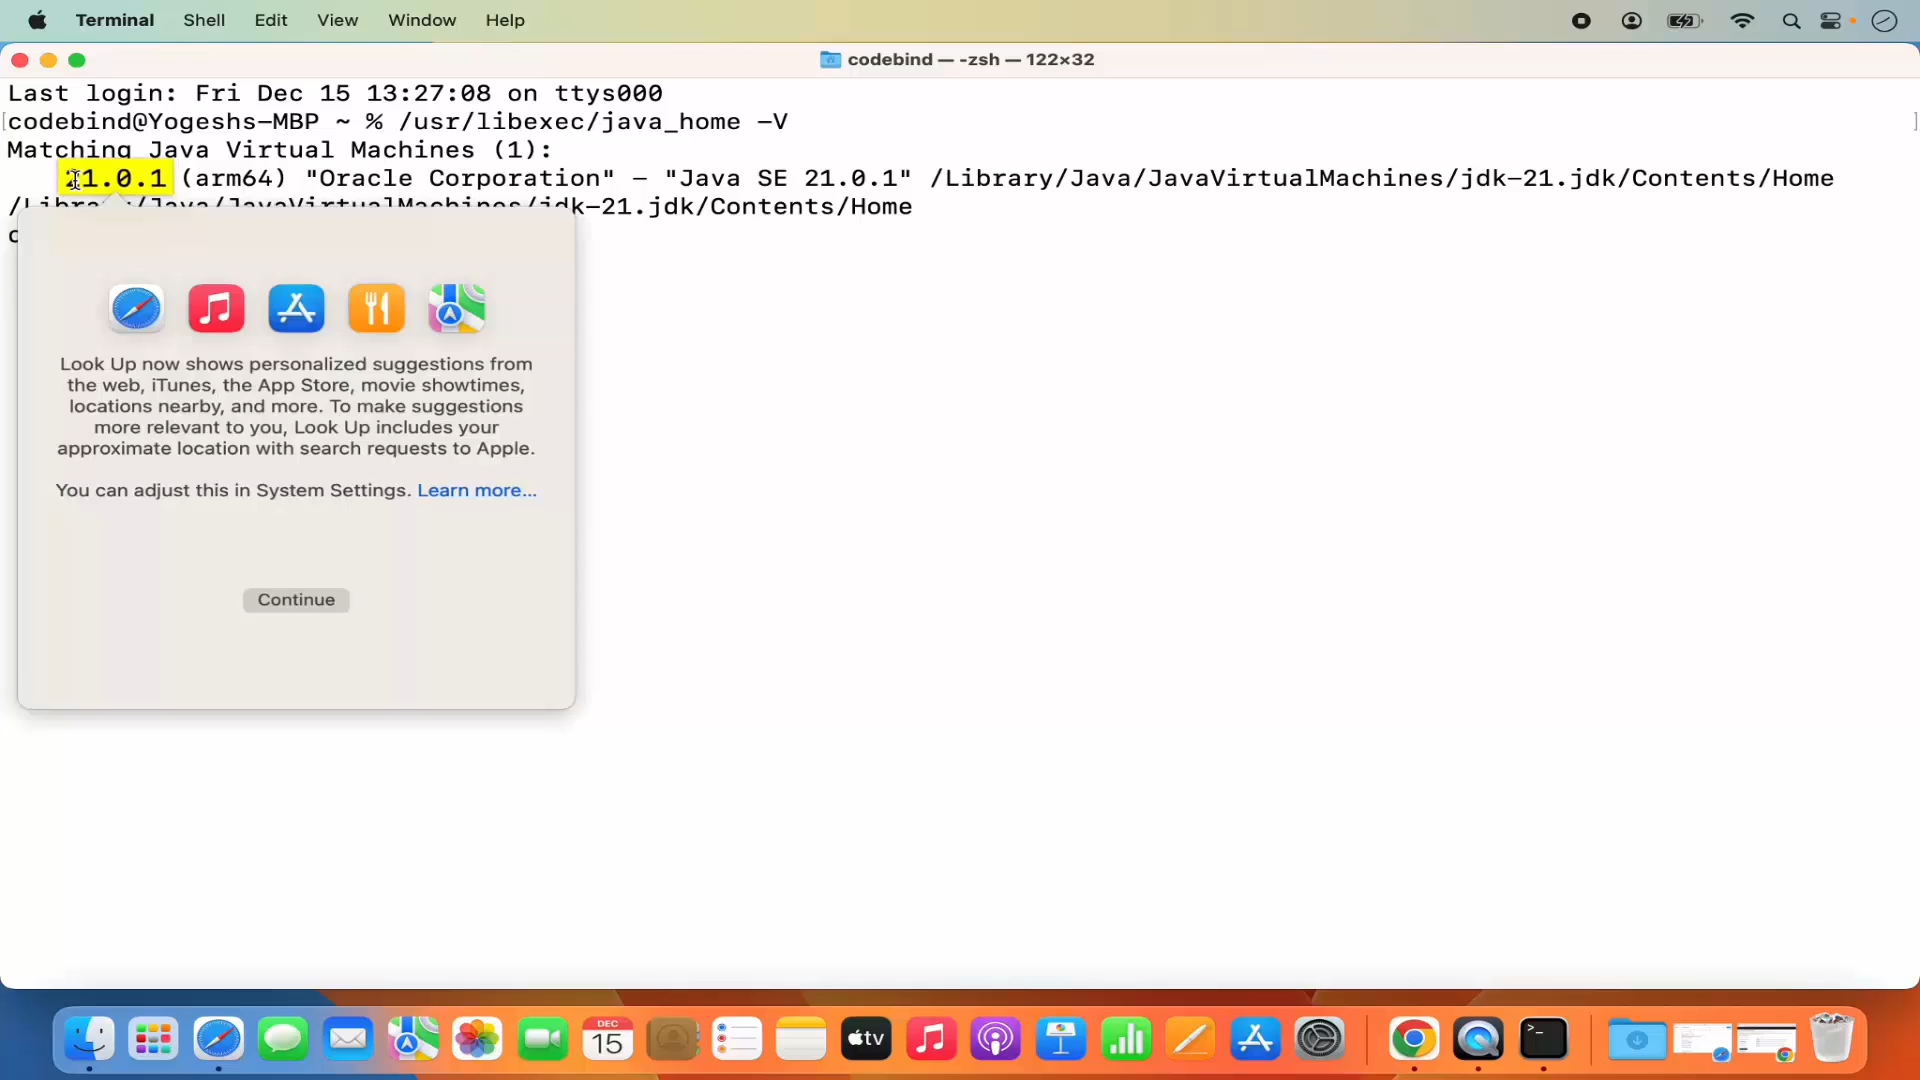 Terminal Shell Edit View Window Help
codebind — -zsh — 122×32
Last login: Fri Dec 15 13:27:08 on ttys000
[codebind@Yogeshs-MBP ~ % /usr/libexec/java_home -V ]
Matching Java Virtual Machines (1):
21.0.1 (arm64) "Oracle Corporation" - "Java SE 21.0.1" /Library/Java/JavaVirtualMachines/jdk-21.jdk/Contents/Home
/Library/Java/JavaVirtualMachines/jdk-21.jdk/Contents/Home
c
Look Up now shows personalized suggestions from
the web, iTunes, the App Store, movie showtimes,
locations nearby, and more. To make suggestions
more relevant to you, Look Up includes your
approximate location with search requests to Apple.
You can adjust this in System Settings. Learn more...
Continue
DEC
15
tv
>_